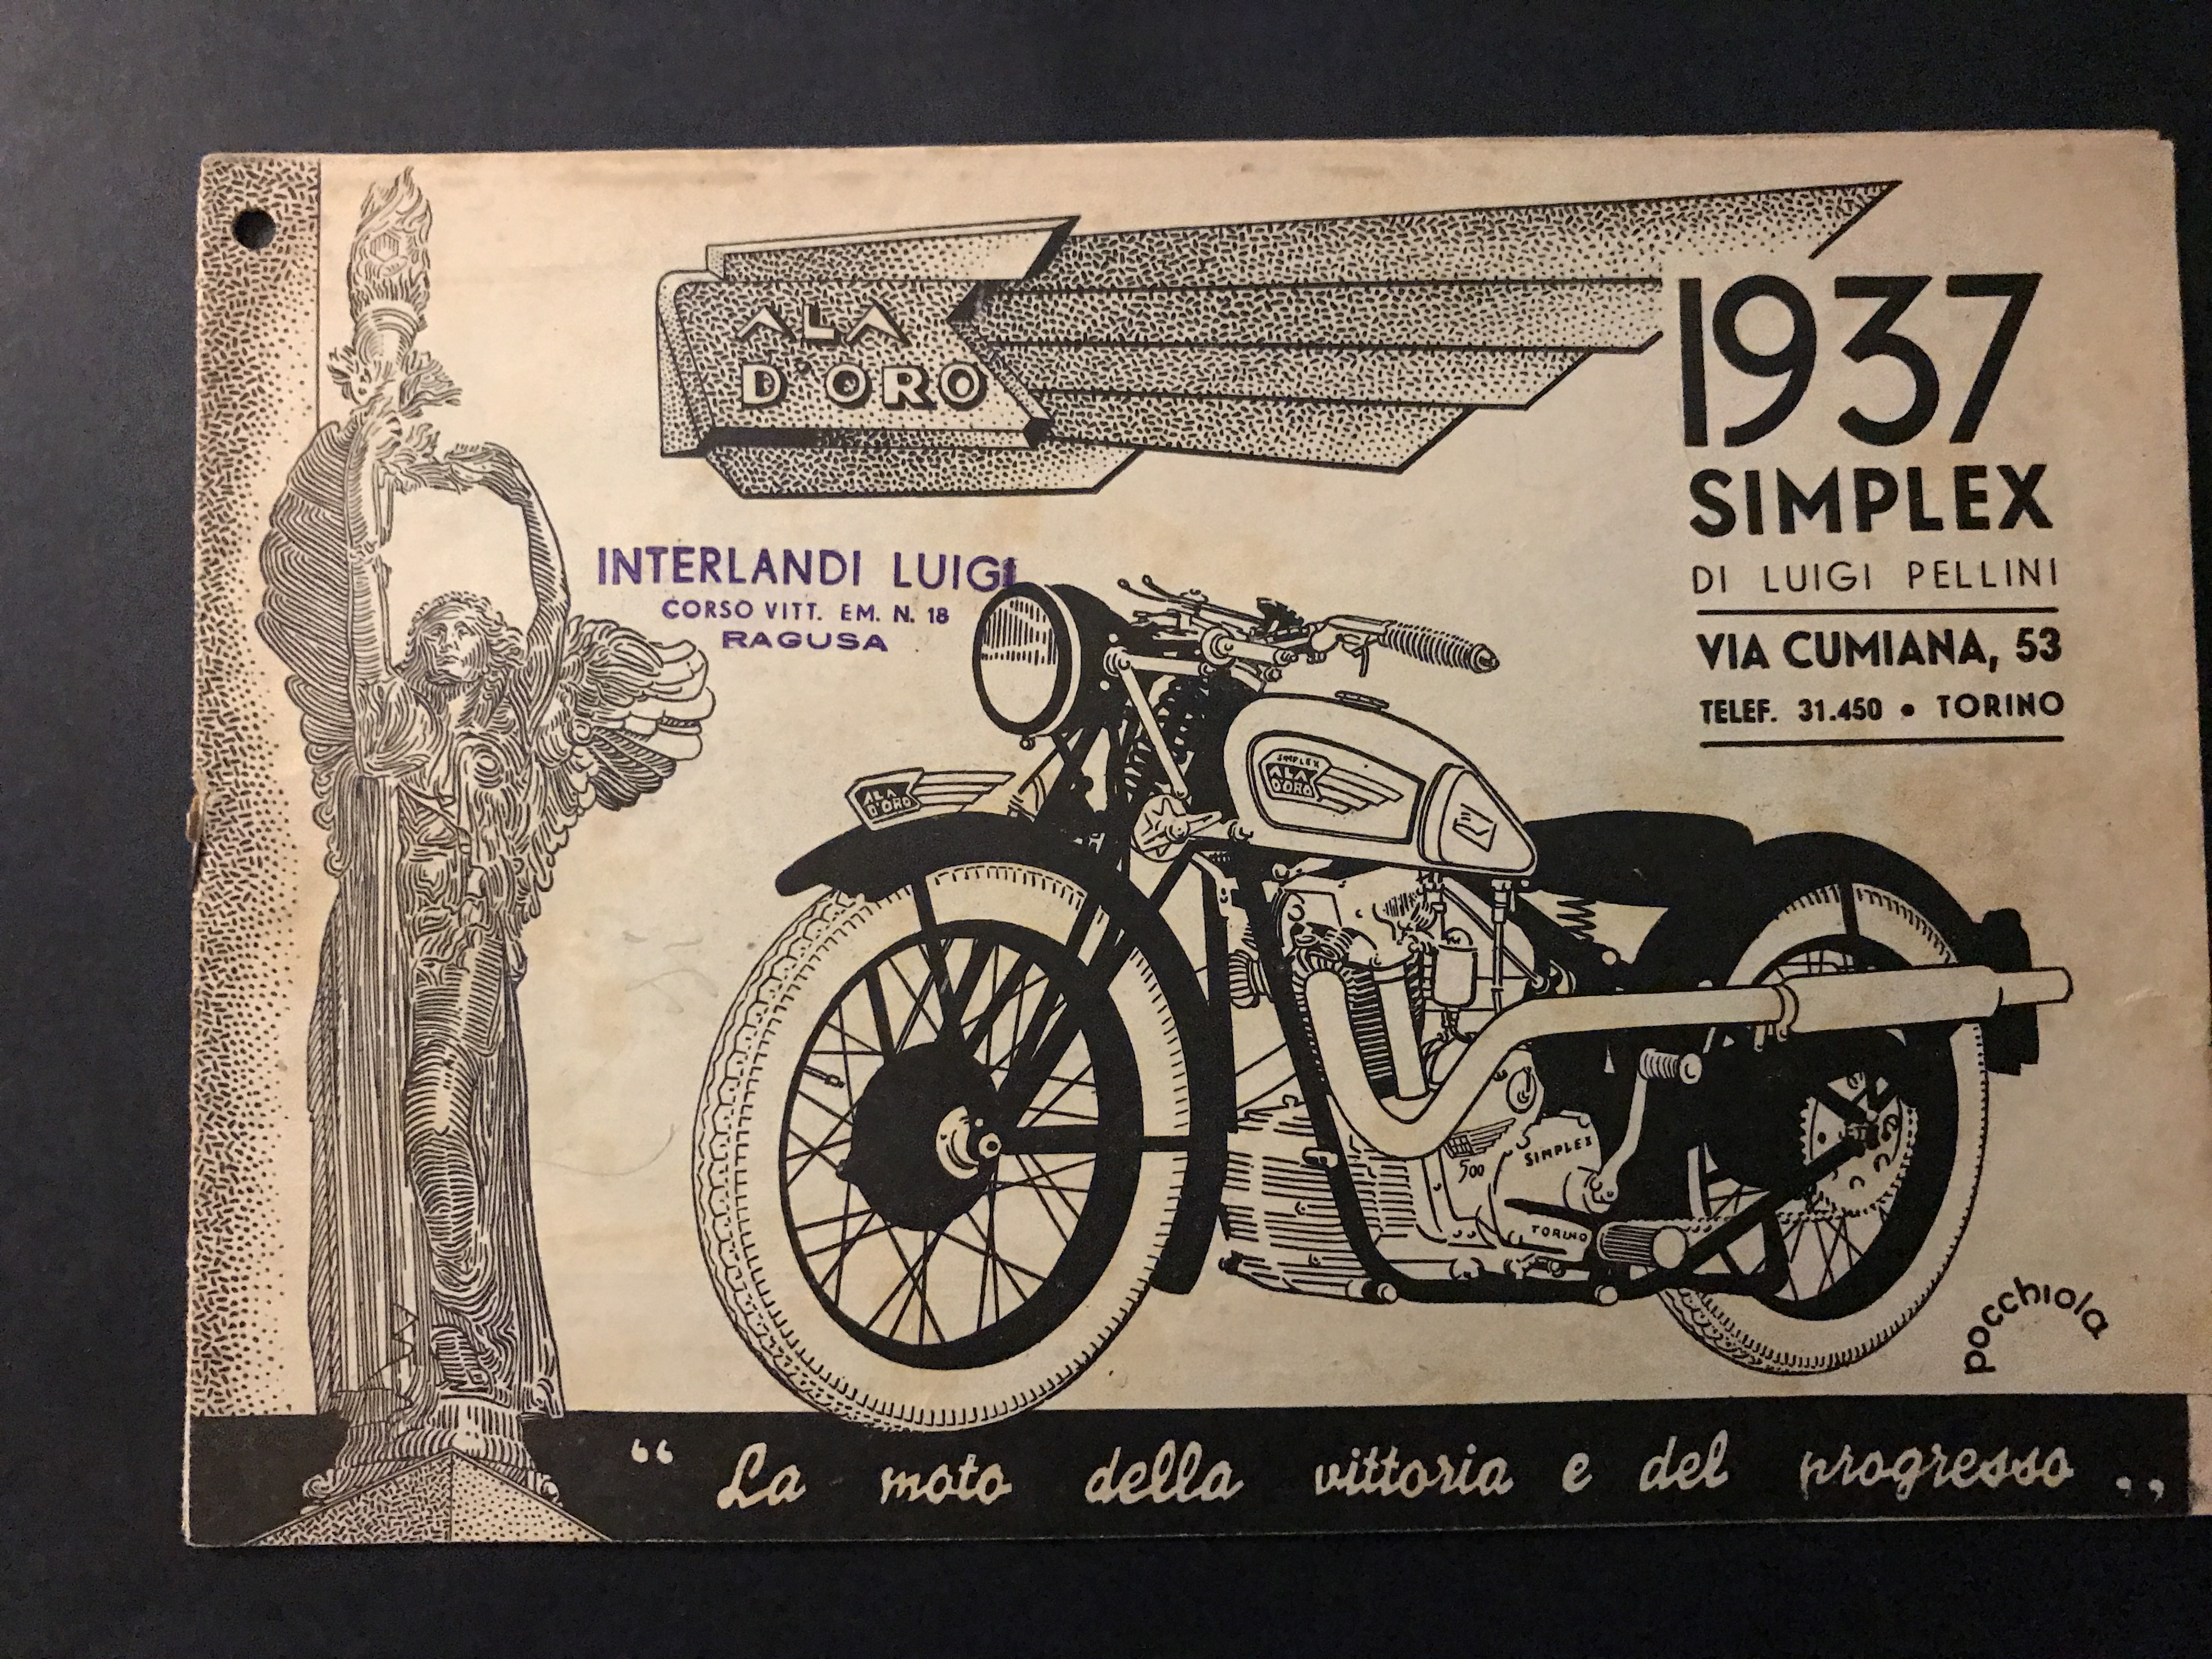 ALA
D'ORO
1937
SIMPLEX
DI LUIGI PELLINI
VIA CUMIANA, 53
TELEF. 31.450 • TORINO
INTERLANDI LUIGI
CORSO VITT. EM. N. 18
RAGUSA
ALA
D'ORO
SIMPLEX
ALA
D'ORO
500
SIMPLEX
TORINO
pocchiola
“ La moto della vittoria e del progresso „